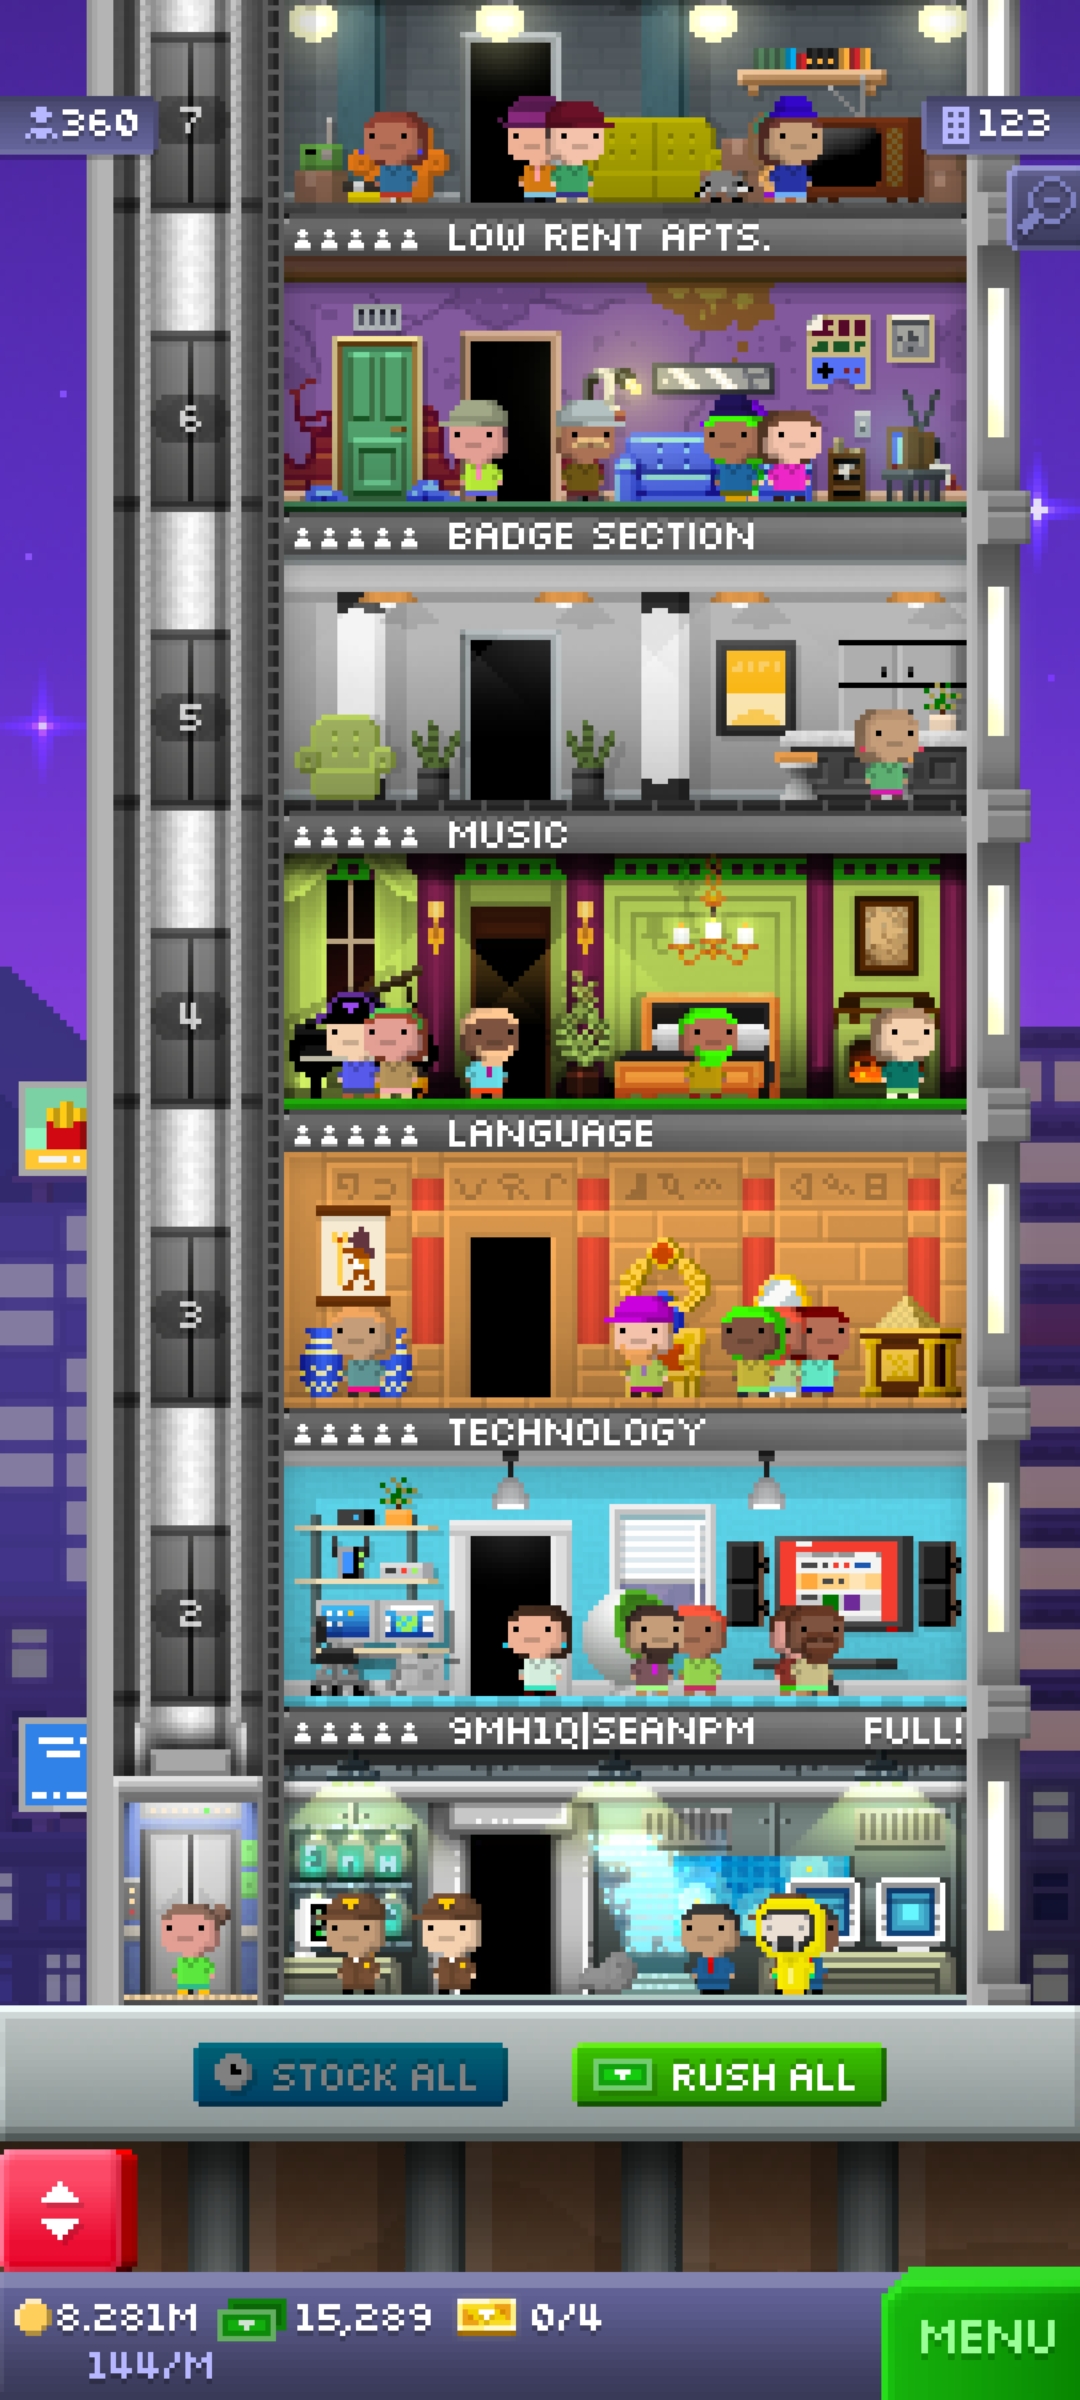 360
7
123
LOW RENT APTS.
6
BADGE SECTION
5
MUSIC
4
LANGUAGE
3
TECHNOLOGY
2
9MH1Q|SEANPM FULL!
STOCK ALL
RUSH ALL
8.281M 15,289 0/4
144/M
MENU